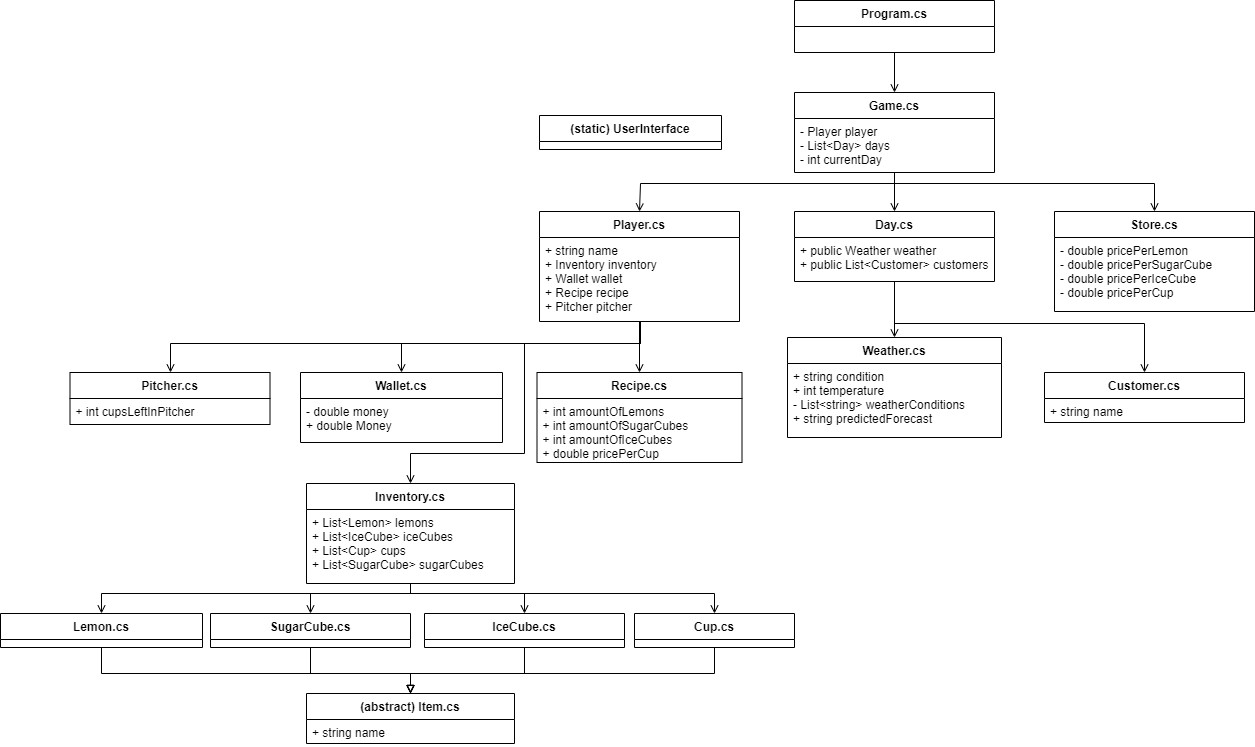 Program.cs
Game.cs
- Player player
- List<Day> days
- int currentDay
(static) UserInterface
Player.cs
+ string name
+ Inventory inventory
+ Wallet wallet
+ Recipe recipe
+ Pitcher pitcher
Day.cs
+ public Weather weather
+ public List<Customer> customers
Store.cs
- double pricePerLemon
- double pricePerSugarCube
- double pricePerIceCube
- double pricePerCup
Pitcher.cs
+ int cupsLeftInPitcher
Wallet.cs
- double money
+ double Money
Recipe.cs
+ int amountOfLemons
+ int amountOfSugarCubes
+ int amountOfIceCubes
+ double pricePerCup
Weather.cs
+ string condition
+ int temperature
- List<string> weatherConditions
+ string predictedForecast
Customer.cs
+ string name
Inventory.cs
+ List<Lemon> lemons
+ List<IceCube> iceCubes
+ List<Cup> cups
+ List<SugarCube> sugarCubes
Lemon.cs
SugarCube.cs
IceCube.cs
Cup.cs
(abstract) Item.cs
+ string name